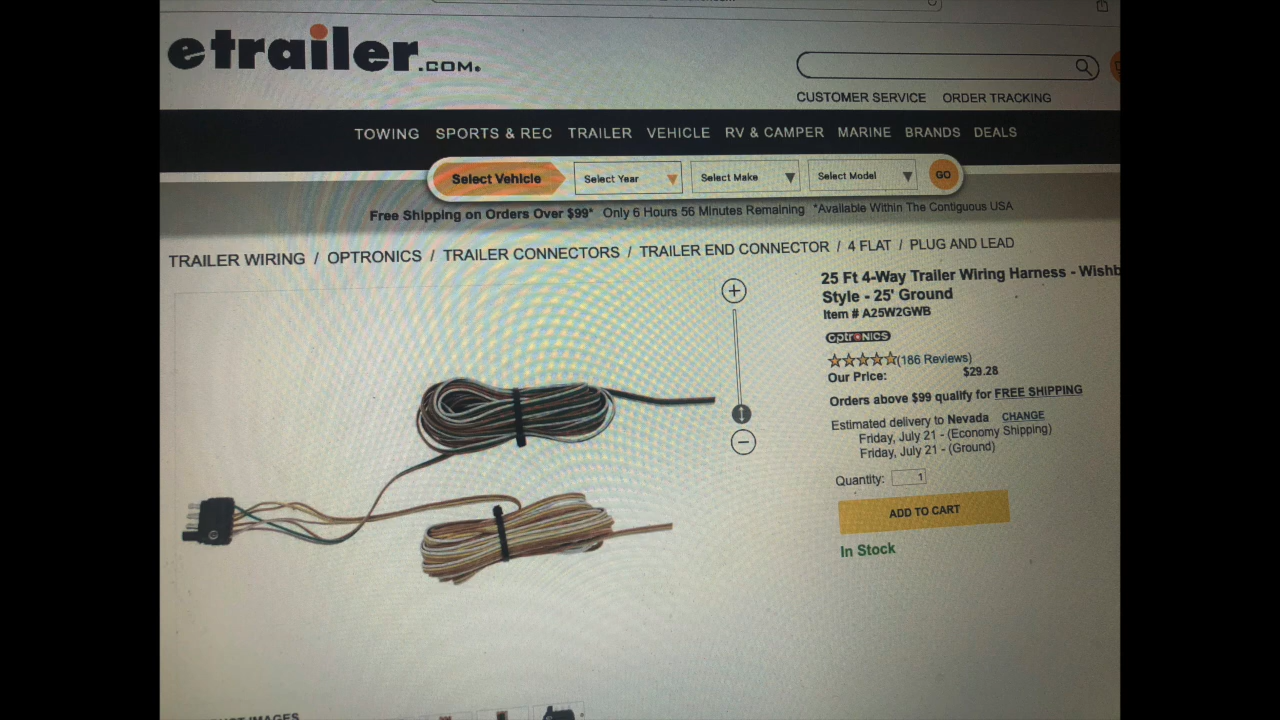 etrailer.COM.
CUSTOMER SERVICE ORDER TRACKING
TOWING SPORTS & REC TRAILER VEHICLE RV & CAMPER MARINE BRANDS DEALS
Select Vehicle Select Year Select Make Select Model GO
Free Shipping on Orders Over $99* Only 6 Hours 56 Minutes Remaining *Available Within The Contiguous USA
TRAILER WIRING / OPTRONICS / TRAILER CONNECTORS / TRAILER END CONNECTOR / 4 FLAT / PLUG AND LEAD
25 Ft 4-Way Trailer Wiring Harness - Wishb
Style - 25' Ground
Item # A25W2GWB
OPTRONICS
(186 Reviews)
Our Price: $29.28
Orders above $99 qualify for FREE SHIPPING
Estimated delivery to Nevada CHANGE
Friday, July 21 - (Economy Shipping)
Friday, July 21 - (Ground)
Quantity: 1
ADD TO CART
In Stock
IMAGES